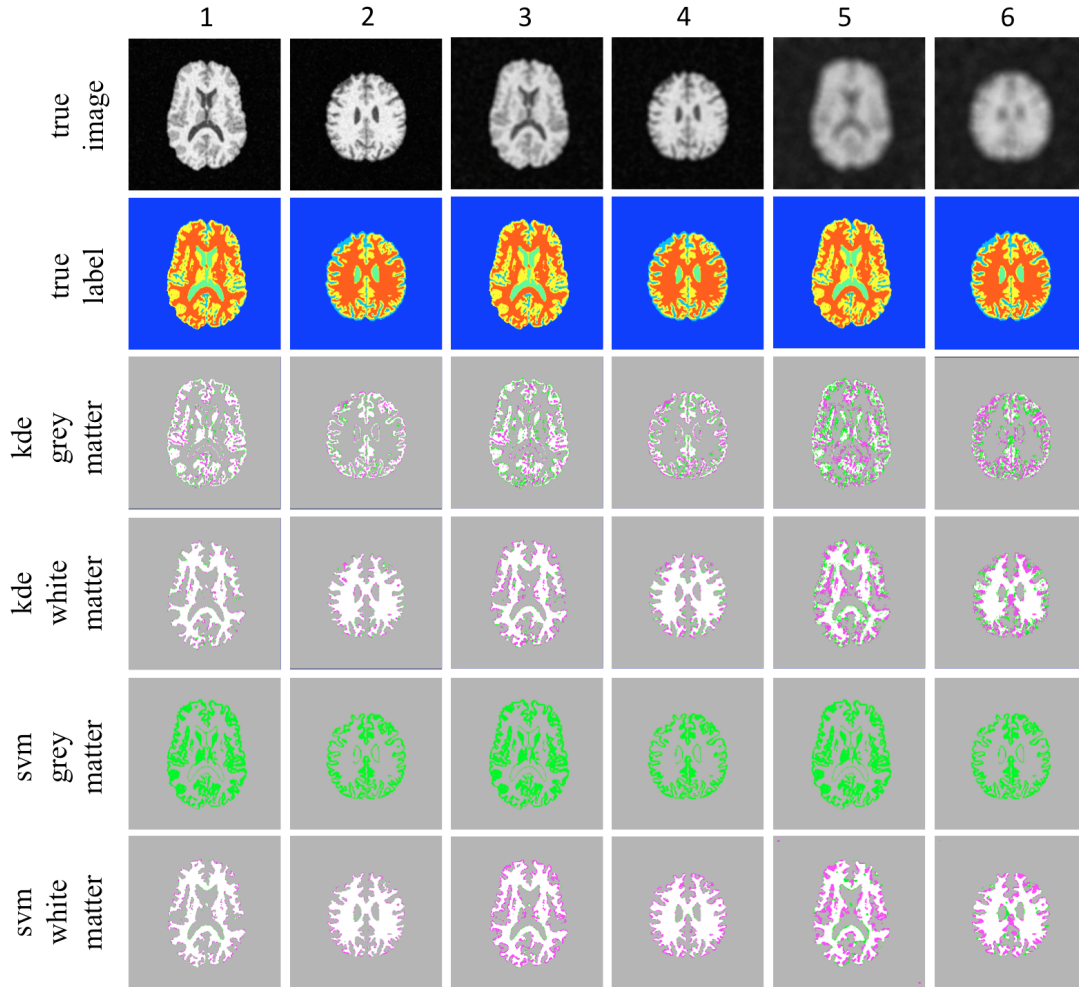 1 2 3 4 5 6
true
image
true
label
kde
grey
matter
kde
white
matter
svm
grey
matter
svm
white
matter